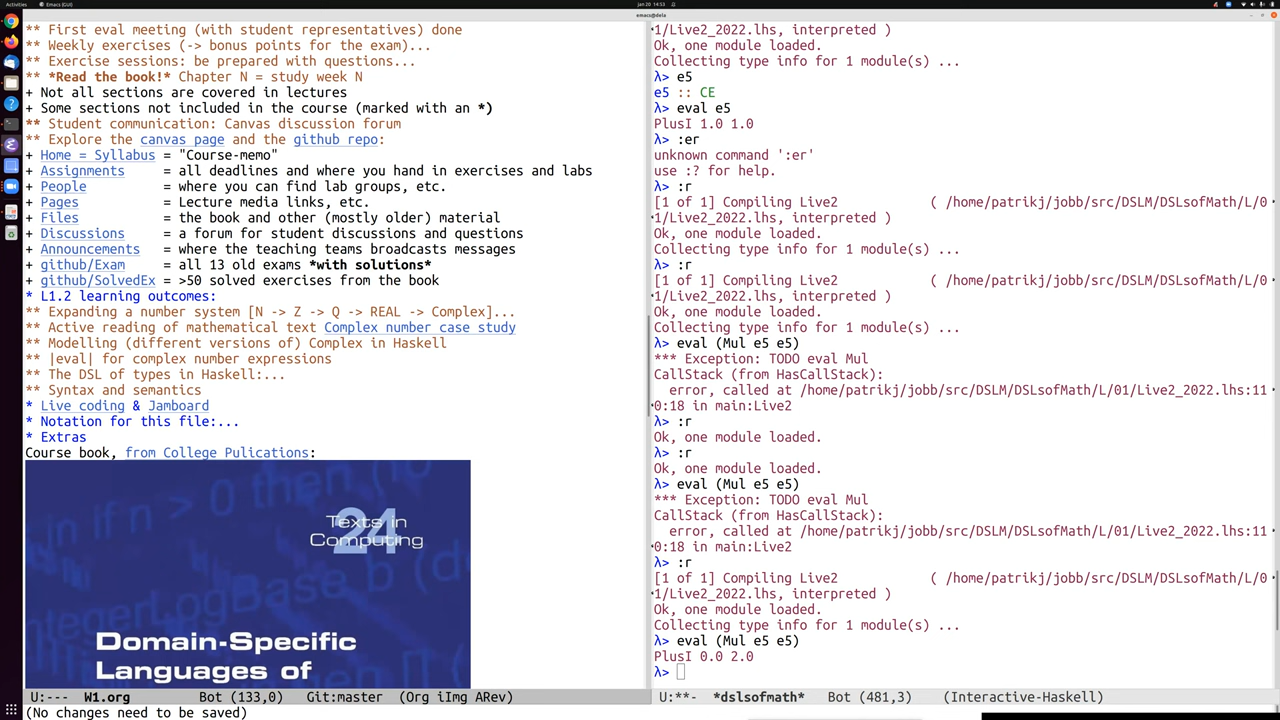 Activities
Emacs (GUI)
Jan 20 14:53
emacs@dela
** First eval meeting (with student representatives) done
** Weekly exercises (-> bonus points for the exam)...
** Exercise sessions: be prepared with questions...
** *Read the book!* Chapter N = study week N
+ Not all sections are covered in lectures
+ Some sections not included in the course (marked with an *)
** Student communication: Canvas discussion forum
** Explore the canvas page and the github repo:
+ Home = Syllabus = "Course-memo"
+ Assignments = all deadlines and where you hand in exercises and labs
+ People = where you can find lab groups, etc.
+ Pages = Lecture media links, etc.
+ Files = the book and other (mostly older) material
+ Discussions = a forum for student discussions and questions
+ Announcements = where the teaching teams broadcasts messages
+ github/Exam = all 13 old exams *with solutions*
+ github/SolvedEx = >50 solved exercises from the book
* L1.2 learning outcomes:
** Expanding a number system [N -> Z -> Q -> REAL -> Complex]...
** Active reading of mathematical text Complex number case study
** Modelling (different versions of) Complex in Haskell
** |eval| for complex number expressions
** The DSL of types in Haskell:...
** Syntax and semantics
* Live coding & Jamboard
* Notation for this file:...
* Extras
Course book, from College Pulications:
24
Texts in
Computing
Domain-Specific
Languages of
U:--- W1.org Bot (133,0) Git:master (Org iImg ARev)
(No changes need to be saved)
1/Live2_2022.lhs, interpreted )
Ok, one module loaded.
Collecting type info for 1 module(s) ...
λ> e5
e5 :: CE
λ> eval e5
PlusI 1.0 1.0
λ> :er
unknown command ':er'
use :? for help.
λ> :r
[1 of 1] Compiling Live2 ( /home/patrikj/jobb/src/DSLM/DSLsofMath/L/0
1/Live2_2022.lhs, interpreted )
Ok, one module loaded.
Collecting type info for 1 module(s) ...
λ> :r
[1 of 1] Compiling Live2 ( /home/patrikj/jobb/src/DSLM/DSLsofMath/L/0
1/Live2_2022.lhs, interpreted )
Ok, one module loaded.
Collecting type info for 1 module(s) ...
λ> eval (Mul e5 e5)
*** Exception: TODO eval Mul
CallStack (from HasCallStack):
error, called at /home/patrikj/jobb/src/DSLM/DSLsofMath/L/01/Live2_2022.lhs:11
0:18 in main:Live2
λ> :r
Ok, one module loaded.
λ> :r
Ok, one module loaded.
λ> eval (Mul e5 e5)
*** Exception: TODO eval Mul
CallStack (from HasCallStack):
error, called at /home/patrikj/jobb/src/DSLM/DSLsofMath/L/01/Live2_2022.lhs:11
0:18 in main:Live2
λ> :r
[1 of 1] Compiling Live2 ( /home/patrikj/jobb/src/DSLM/DSLsofMath/L/0
1/Live2_2022.lhs, interpreted )
Ok, one module loaded.
Collecting type info for 1 module(s) ...
λ> eval (Mul e5 e5)
PlusI 0.0 2.0
λ>
U:**- *dslsofmath* Bot (481,3) (Interactive-Haskell)